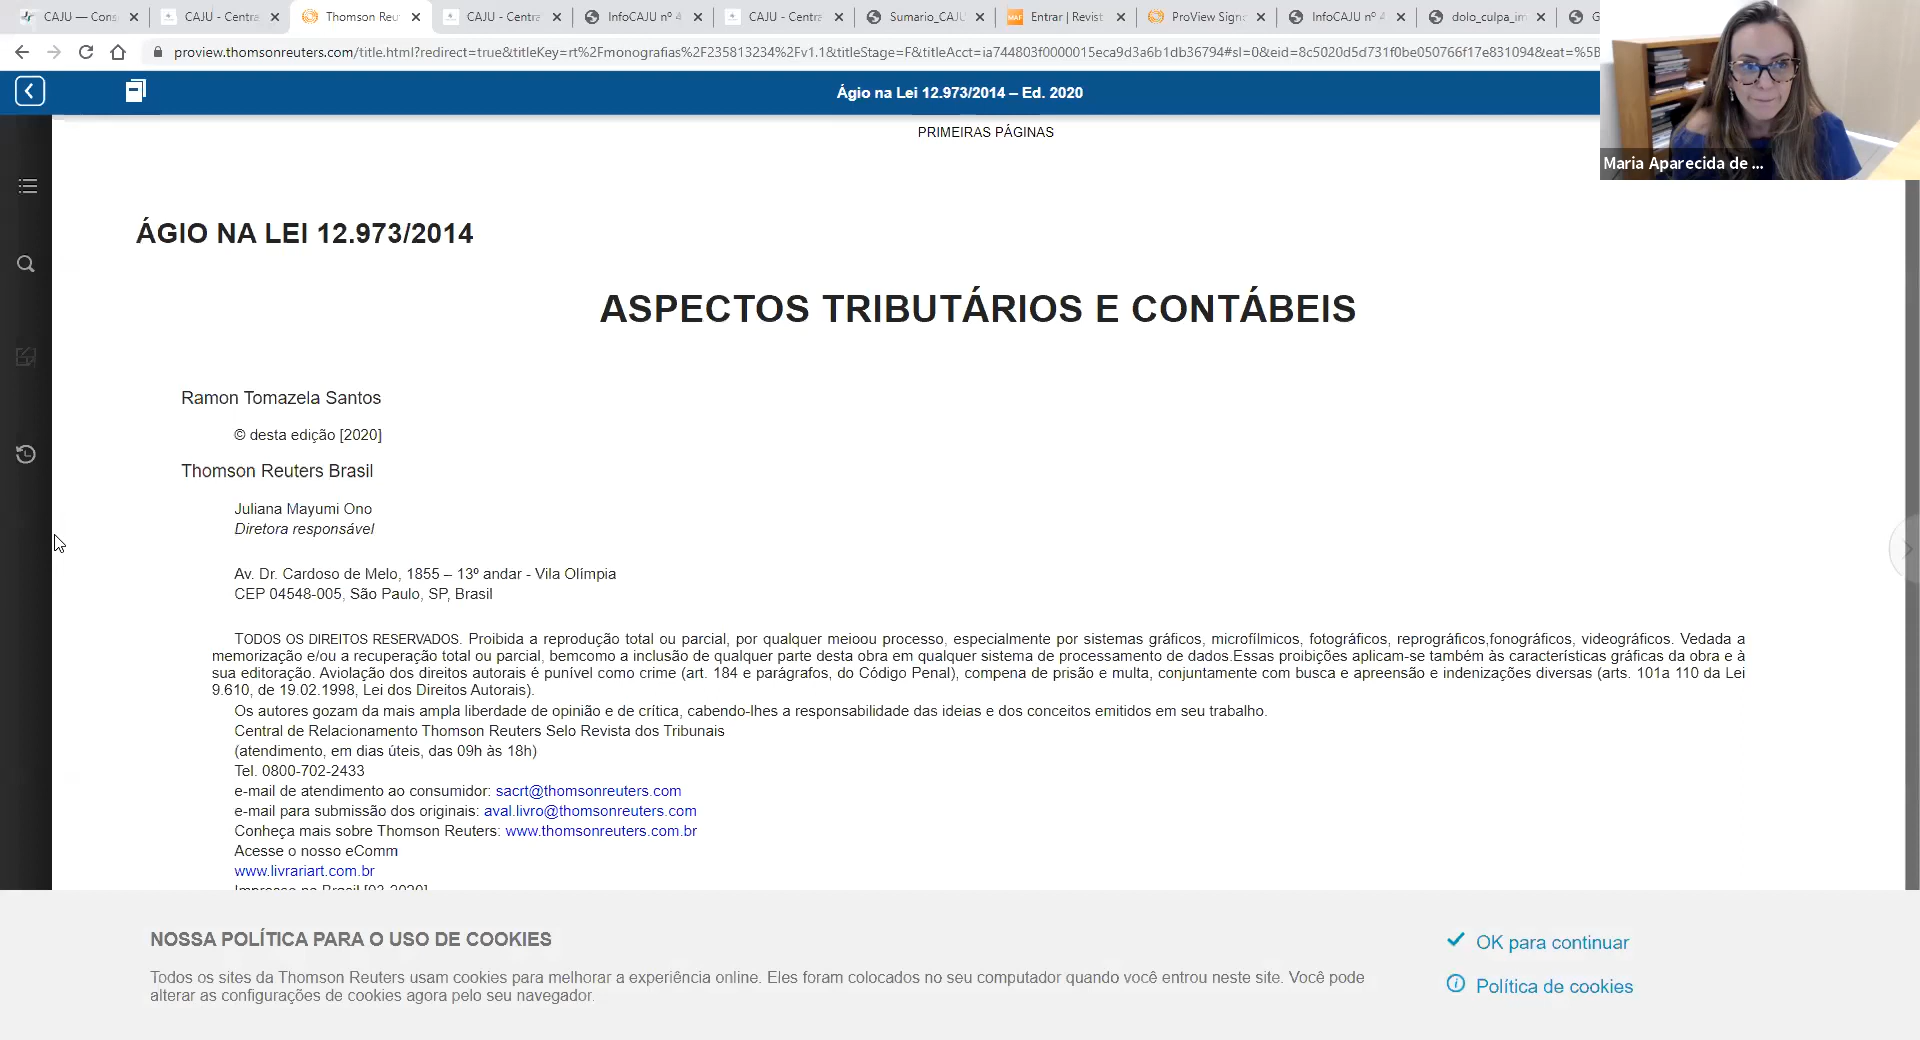 CAJU — Cons
CAJU - Centra
Thomson Reu
CAJU - Centra
InfoCAJU nº 4
CAJU - Centra
Sumario_CAJU
Entrar | Revist
ProView Sign
InfoCAJU nº 4
dolo_culpa_im
G
proview.thomsonreuters.com/title.html?redirect=true&titleKey=rt%2Fmonografias%2F235813234%2Fv1.1&titleStage=F&titleAcct=ia744803f0000015eca9d3a6b1db36794#sl=0&eid=8c5020d5d731f0be050766f17e831094&eat=%5B
Ágio na Lei 12.973/2014 – Ed. 2020
Maria Aparecida de ...
PRIMEIRAS PÁGINAS
ÁGIO NA LEI 12.973/2014
ASPECTOS TRIBUTÁRIOS E CONTÁBEIS
Ramon Tomazela Santos
© desta edição [2020]
Thomson Reuters Brasil
Juliana Mayumi Ono
Diretora responsável
Av. Dr. Cardoso de Melo, 1855 – 13º andar - Vila Olímpia
CEP 04548-005, São Paulo, SP, Brasil
TODOS OS DIREITOS RESERVADOS. Proibida a reprodução total ou parcial, por qualquer meioou processo, especialmente por sistemas gráficos, microfílmicos, fotográficos, reprográficos,fonográficos, videográficos. Vedada a
memorização e/ou a recuperação total ou parcial, bemcomo a inclusão de qualquer parte desta obra em qualquer sistema de processamento de dados.Essas proibições aplicam-se também às características gráficas da obra e à
sua editoração. Aviolação dos direitos autorais é punível como crime (art. 184 e parágrafos, do Código Penal), compena de prisão e multa, conjuntamente com busca e apreensão e indenizações diversas (arts. 101a 110 da Lei
9.610, de 19.02.1998, Lei dos Direitos Autorais).
Os autores gozam da mais ampla liberdade de opinião e de crítica, cabendo-lhes a responsabilidade das ideias e dos conceitos emitidos em seu trabalho.
Central de Relacionamento Thomson Reuters Selo Revista dos Tribunais
(atendimento, em dias úteis, das 09h às 18h)
Tel. 0800-702-2433
e-mail de atendimento ao consumidor: sacrt@thomsonreuters.com
e-mail para submissão dos originais: aval.livro@thomsonreuters.com
Conheça mais sobre Thomson Reuters: www.thomsonreuters.com.br
Acesse o nosso eComm
www.livrariart.com.br
Impresso no Brasil [03-2020]
NOSSA POLÍTICA PARA O USO DE COOKIES
Todos os sites da Thomson Reuters usam cookies para melhorar a experiência online. Eles foram colocados no seu computador quando você entrou neste site. Você pode
alterar as configurações de cookies agora pelo seu navegador.
OK para continuar
Política de cookies